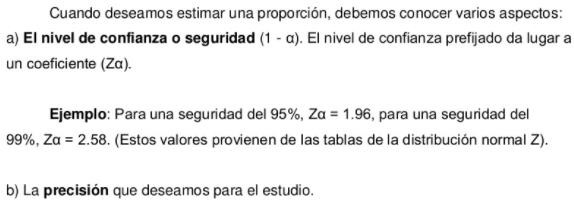 Cuando deseamos estimar una proporción, debemos conocer varios aspectos:
a) El nivel de confianza o seguridad (1 - α). El nivel de confianza prefijado da lugar a
un coeficiente (Zα).
Ejemplo: Para una seguridad del 95%, Zα = 1.96, para una seguridad del
99%, Zα = 2.58. (Estos valores provienen de las tablas de la distribución normal Z).
b) La precisión que deseamos para el estudio.